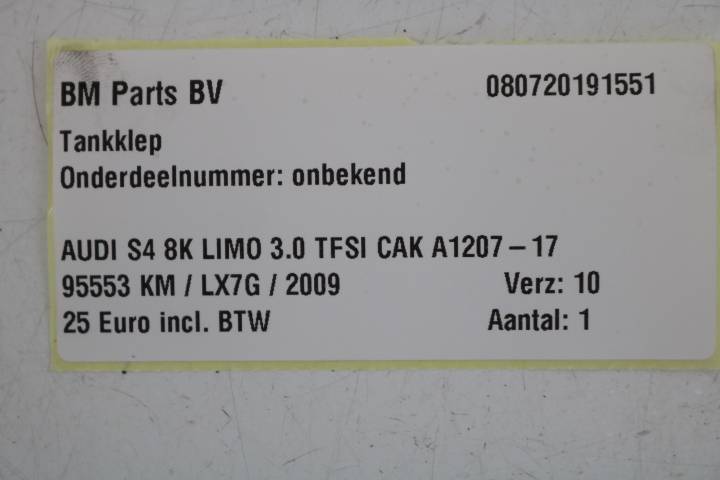 BM Parts BV 080720191551
Tankklep
Onderdeelnummer: onbekend
AUDI S4 8K LIMO 3.0 TFSI CAK A1207 – 17
95553 KM / LX7G / 2009 Verz: 10
25 Euro incl. BTW Aantal: 1